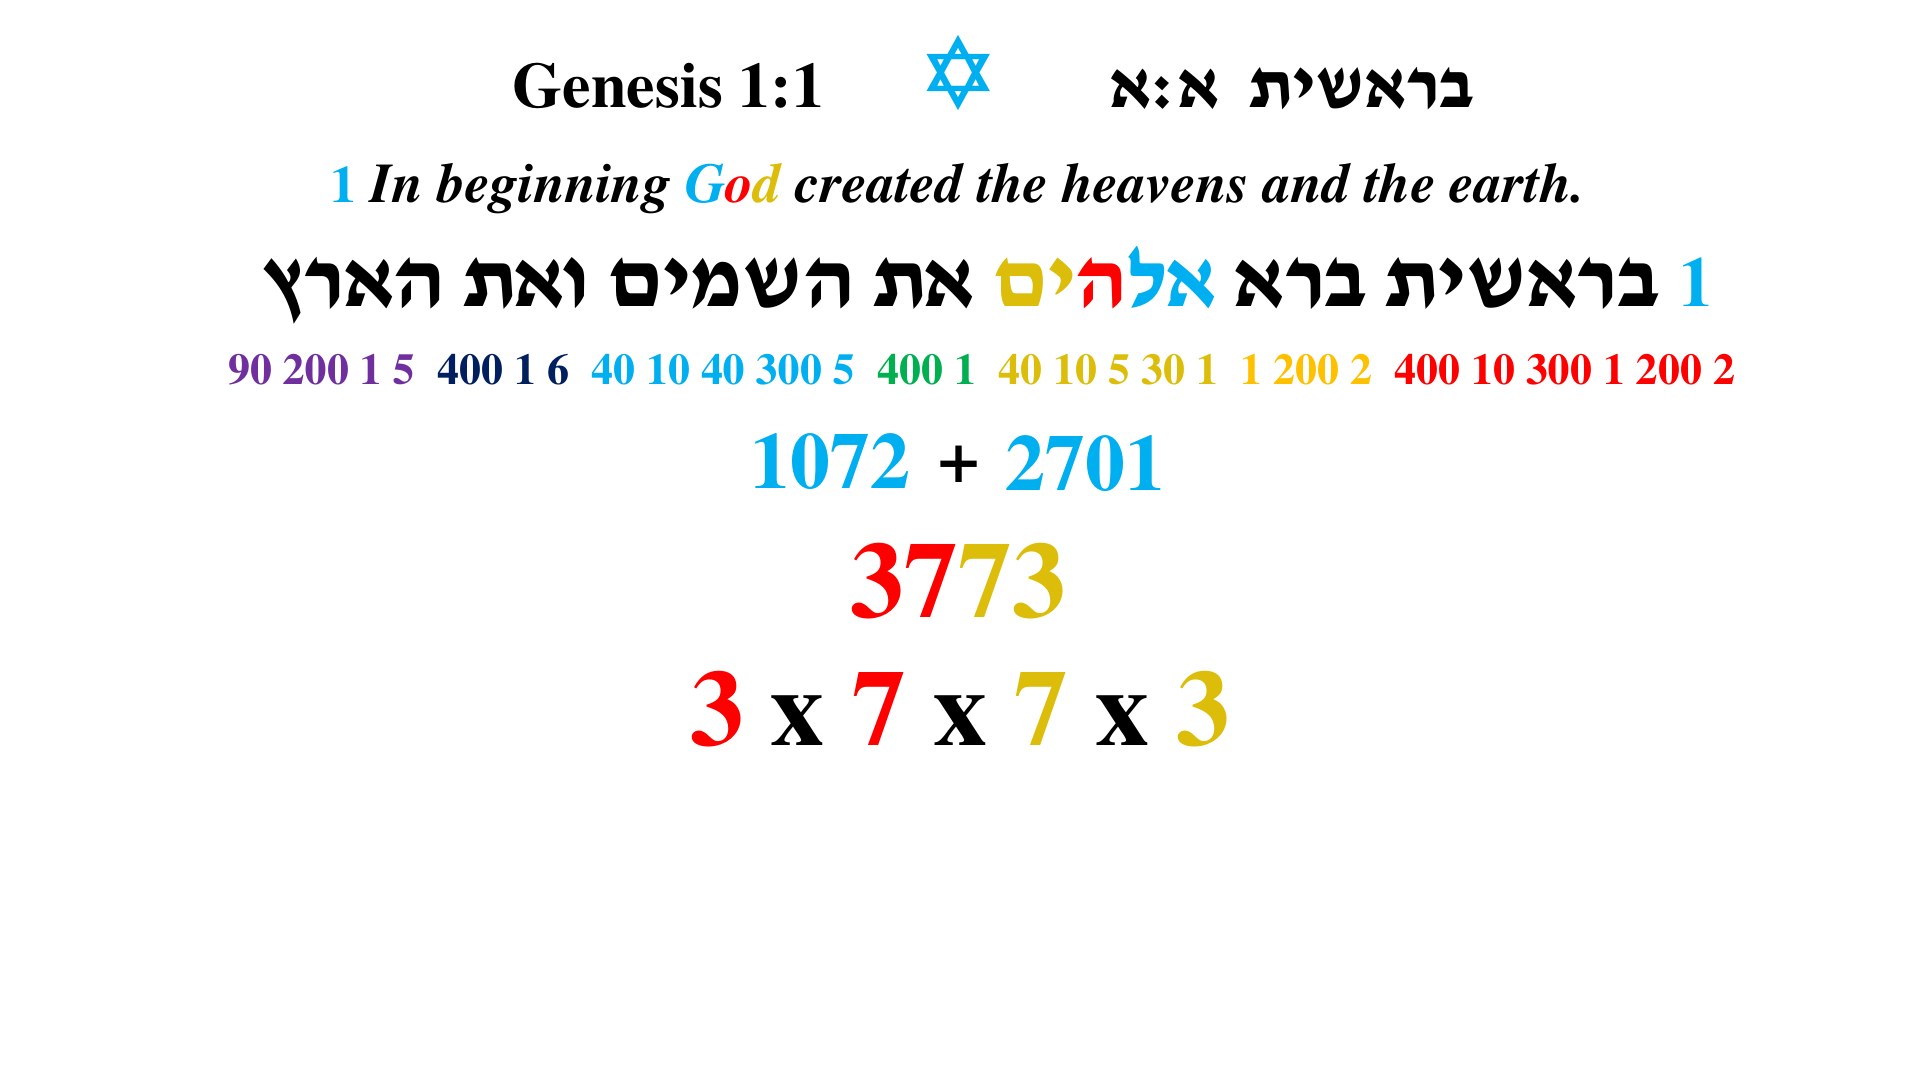 Genesis 1:1 ✡ בראשית א:א
1 In beginning God created the heavens and the earth.
1 בראשית ברא אלהים את השמים ואת הארץ
90 200 1 5 400 1 6 40 10 40 300 5 400 1 40 10 5 30 1 1 200 2 400 10 300 1 200 2
1072 + 2701
3773
3 x 7 x 7 x 3